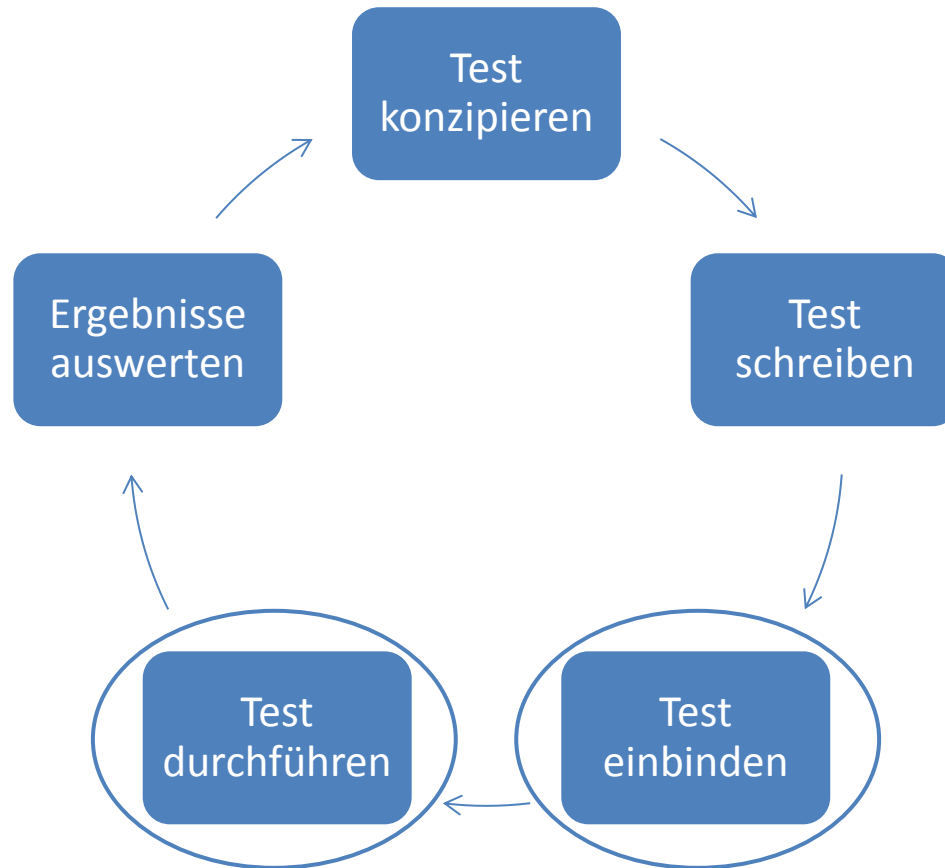 Test
konzipieren
Test
schreiben
Test
einbinden
Test
durchführen
Ergebnisse
auswerten